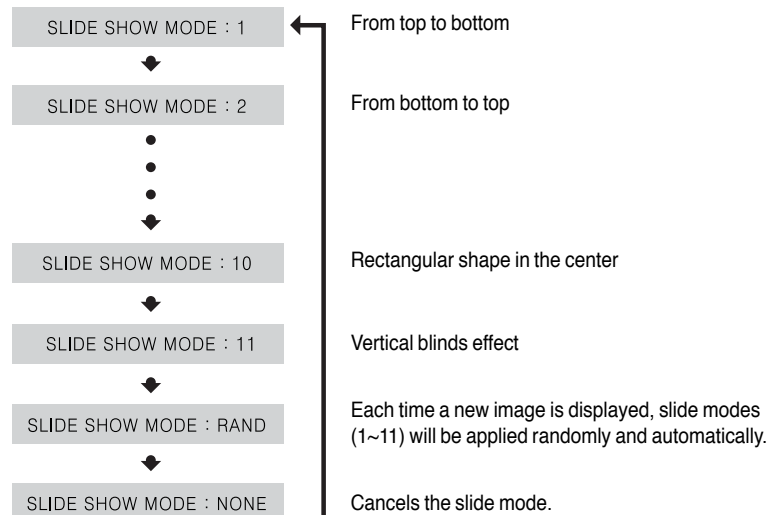 SLIDE SHOW MODE : 1
From top to bottom
SLIDE SHOW MODE : 2
From bottom to top
SLIDE SHOW MODE : 10
Rectangular shape in the center
SLIDE SHOW MODE : 11
Vertical blinds effect
SLIDE SHOW MODE : RAND
Each time a new image is displayed, slide modes
(1~11) will be applied randomly and automatically.
SLIDE SHOW MODE : NONE
Cancels the slide mode.